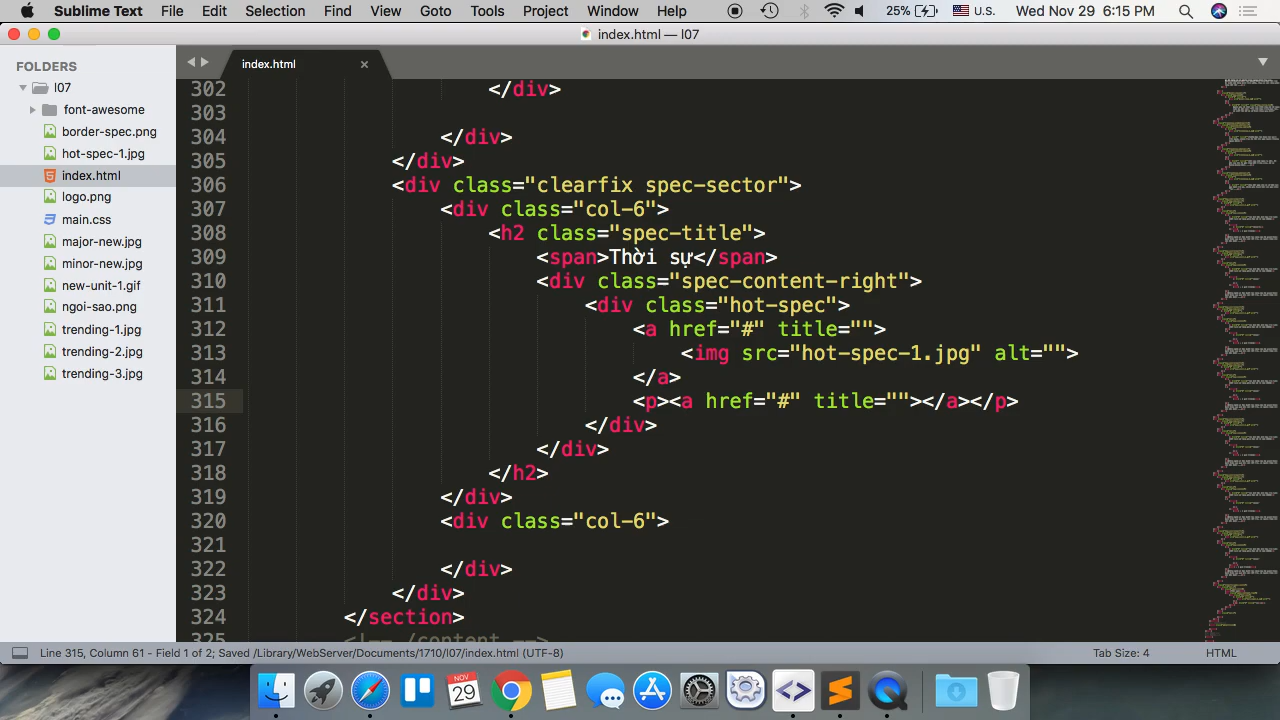 Sublime Text File Edit Selection Find View Goto Tools Project Window Help 25% U.S. Wed Nov 29 6:15 PM
index.html — l07
FOLDERS
l07
font-awesome
border-spec.png
hot-spec-1.jpg
index.html
logo.png
main.css
major-new.jpg
minor-new.jpg
new-unit-1.gif
ngoi-sao.png
trending-1.jpg
trending-2.jpg
trending-3.jpg
index.html
302 </div>
303
304 </div>
305 </div>
306 <div class="clearfix spec-sector">
307 <div class="col-6">
308 <h2 class="spec-title">
309 <span>Thời sự</span>
310 <div class="spec-content-right">
311 <div class="hot-spec">
312 <a href="#" title="">
313 <img src="hot-spec-1.jpg" alt="">
314 </a>
315 <p><a href="#" title=""></a></p>
316 </div>
317 </div>
318 </h2>
319 </div>
320 <div class="col-6">
321
322 </div>
323 </div>
324 </section>
325 <!-- /content -->
Line 315, Column 61 - Field 1 of 2; Saved /Library/WebServer/Documents/1710/l07/index.html (UTF-8) Tab Size: 4 HTML
NOV
29